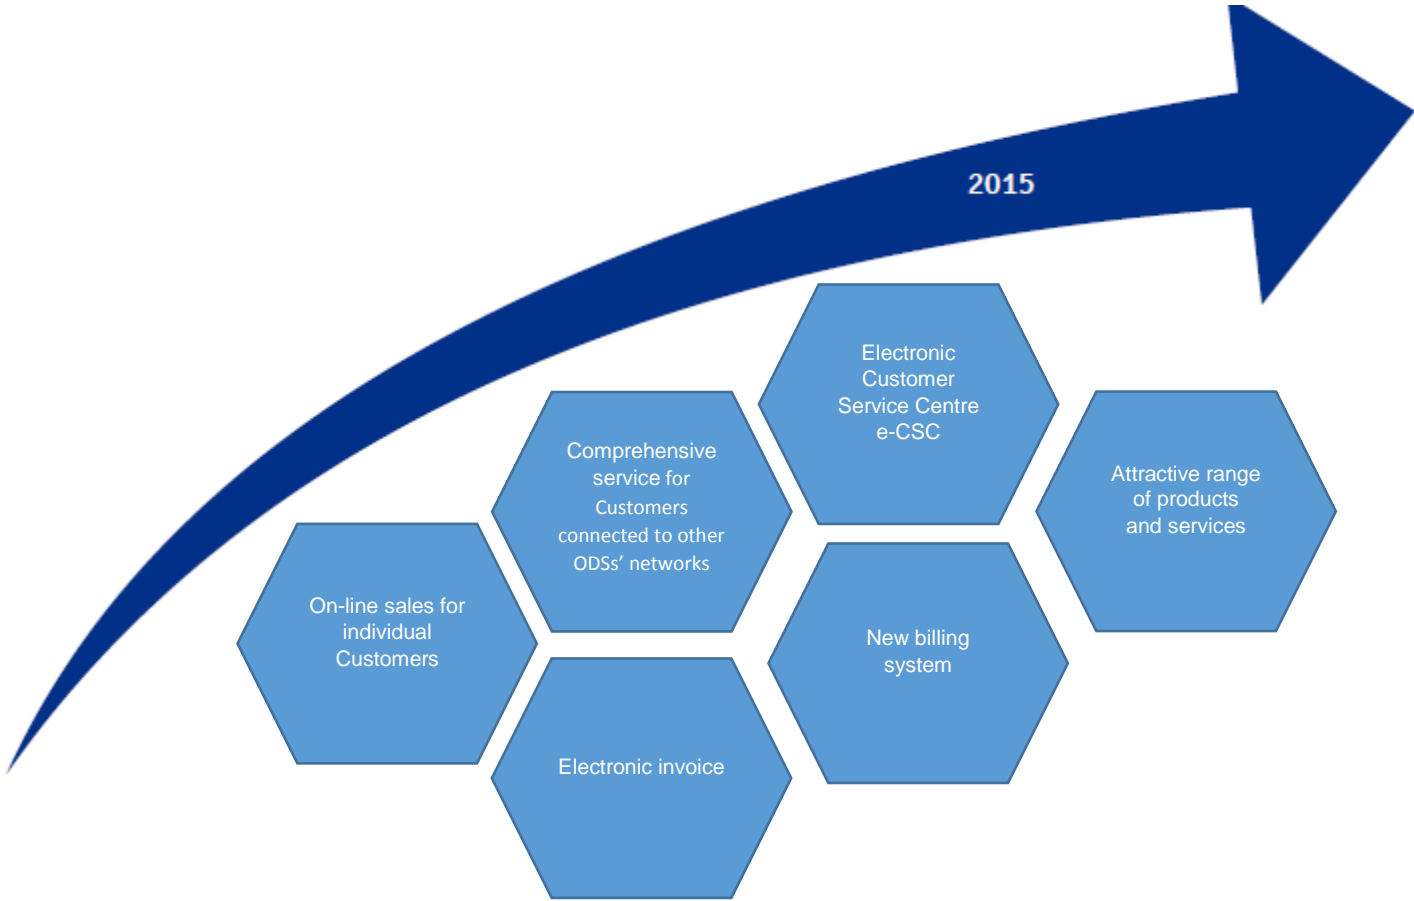 2015
Electronic
Customer
Service Centre
e-CSC
Comprehensive
service for
Customers
connected to other
ODSs’ networks
Attractive range
of products
and services
On-line sales for
individual
Customers
New billing
system
Electronic invoice